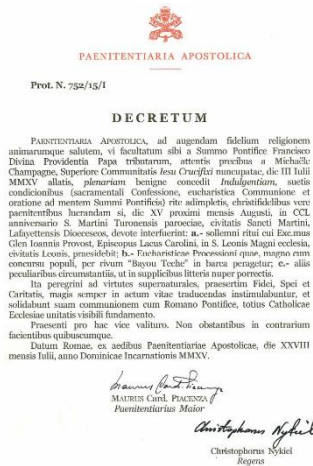 PAENITENTIARIA APOSTOLICA
Prot. N. 752/15/I
DECRETUM
PAENITENTIARIA APOSTOLICA, ad augendam fidelium religionem
animarumque salutem, vi facultatum sibi a Summo Pontifice Francisco
Divina Providentia Papa tributarum, attentis precibus a Michaële
Champagne, Superiore Communitatis Iesu Crucifixi nuncupatae, die III Iulii
MMXV allatis, plenariam benigne concedit Indulgentiam, suetis
condicionibus (sacramentali Confessione, eucharistica Communione et
oratione ad mentem Summi Pontificis) rite adimpletis, christifidelibus vere
paenitentibus lucrandam si, die XV proximi mensis Augusti, in CCL
anniversario S. Martini Turonensis paroeciae, civitatis Sancti Martini,
Lafayettensis Dioeceseos, devote interfuerint: a.- sollemni ritui cui Exc.mus
Glen Ioannis Provost, Episcopus Lacus Carolini, in S. Leonis Magni ecclesia,
civitatis Leonis, praesidebit; b.- Eucharisticae Processioni quae, magno cum
concursu populi, per rivum "Bayou Teche" in barca peragetur; c.- aliis
peculiaribus circumstantiis, ut in supplicibus litteris nuper porrectis.
Ita peregrini ad virtutes supernaturales, praesertim Fidei, Spei et
Caritatis, magis semper in actum vitae traducendas instimulabuntur, et
solidabunt suam communionem cum Romano Pontifice, totius Catholicae
Ecclesiae unitatis visibili fundamento.
Praesenti pro hac vice valituro. Non obstantibus in contrarium
facientibus quibuscumque.
Datum Romae, ex aedibus Paenitentiariae Apostolicae, die XXVIII
mensis Iulii, anno Dominicae Incarnationis MMXV.
Maurus Card. Piacenza
MAURUS Card. PIACENZA
Paenitentiarius Maior
Christophorus Nykiel
Christophorus Nykiel
Regens